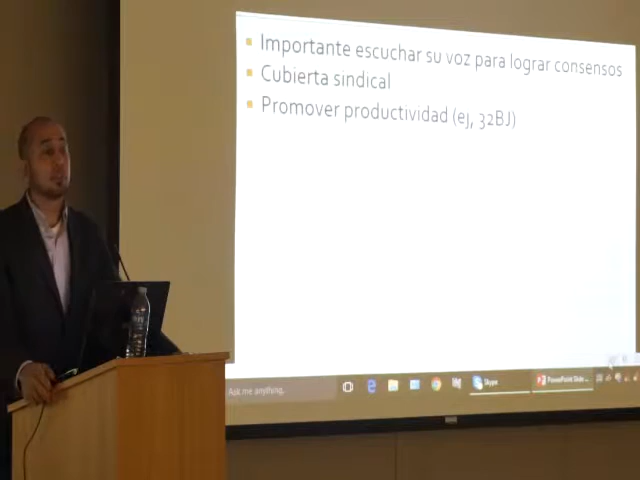 Importante escuchar su voz para lograr consensos
Cubierta sindical
Promover productividad (ej, 32BJ)
Ask me anything.
Skype
PowerPoint Slide ...